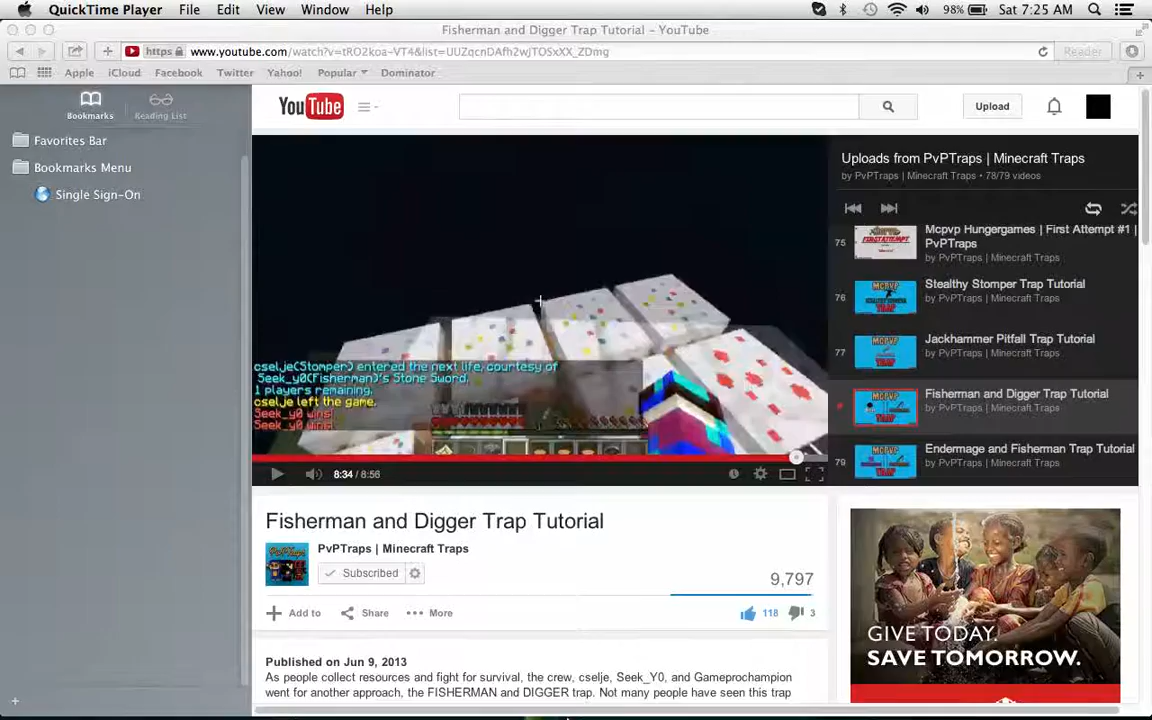 QuickTime Player File Edit View Window Help 98% Sat 7:25 AM
Fisherman and Digger Trap Tutorial – YouTube
https www.youtube.com/watch?v=tRO2koa-VT4&list=UUZqcnDAfh2wjTOSxXX_ZDmg Reader
Apple iCloud Facebook Twitter Yahoo! Popular Dominator
Bookmarks Reading List
Favorites Bar
Bookmarks Menu
Single Sign-On
YouTube Upload
cselje(Stomper) entered the next life, courtesy of
Seek_y0(Fisherman)'s Stone Sword.
1 players remaining.
cselje left the game.
Seek_y0 wins!
Seek_y0 wins!
8:34 / 8:56
Uploads from PvPTraps | Minecraft Traps
by PvPTraps | Minecraft Traps • 78/79 videos
75 Mcpvp Hungergames | First Attempt #1 |
PvPTraps
by PvPTraps | Minecraft Traps
76 Stealthy Stomper Trap Tutorial
by PvPTraps | Minecraft Traps
77 Jackhammer Pitfall Trap Tutorial
by PvPTraps | Minecraft Traps
Fisherman and Digger Trap Tutorial
by PvPTraps | Minecraft Traps
79 Endermage and Fisherman Trap Tutorial
by PvPTraps | Minecraft Traps
Fisherman and Digger Trap Tutorial
PvPTraps | Minecraft Traps
Subscribed
9,797
Add to Share More 118 3
Published on Jun 9, 2013
As people collect resources and fight for survival, the crew, cselje, Seek_Y0, and Gameprochampion
went for another approach, the FISHERMAN and DIGGER trap. Not many people have seen this trap
GIVE TODAY.
SAVE TOMORROW.